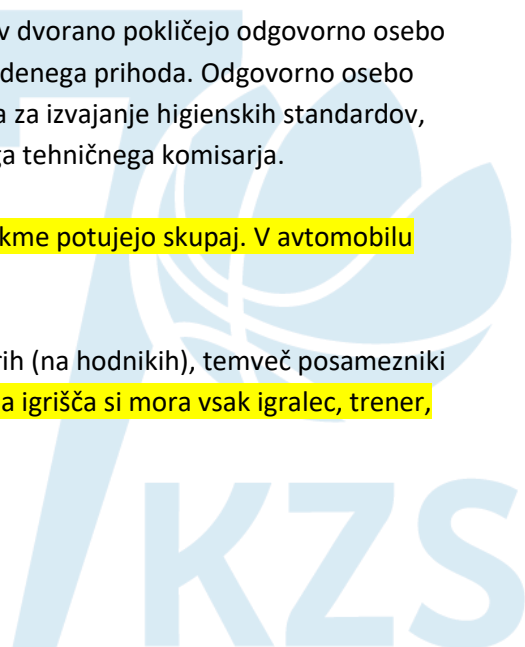 v dvorano pokličejo odgovorno osebo
denega prihoda. Odgovorno osebo
a za izvajanje higienskih standardov,
ga tehničnega komisarja.
kme potujejo skupaj. V avtomobilu
rih (na hodnikih), temveč posamezniki
a igrišča si mora vsak igralec, trener,
KZS